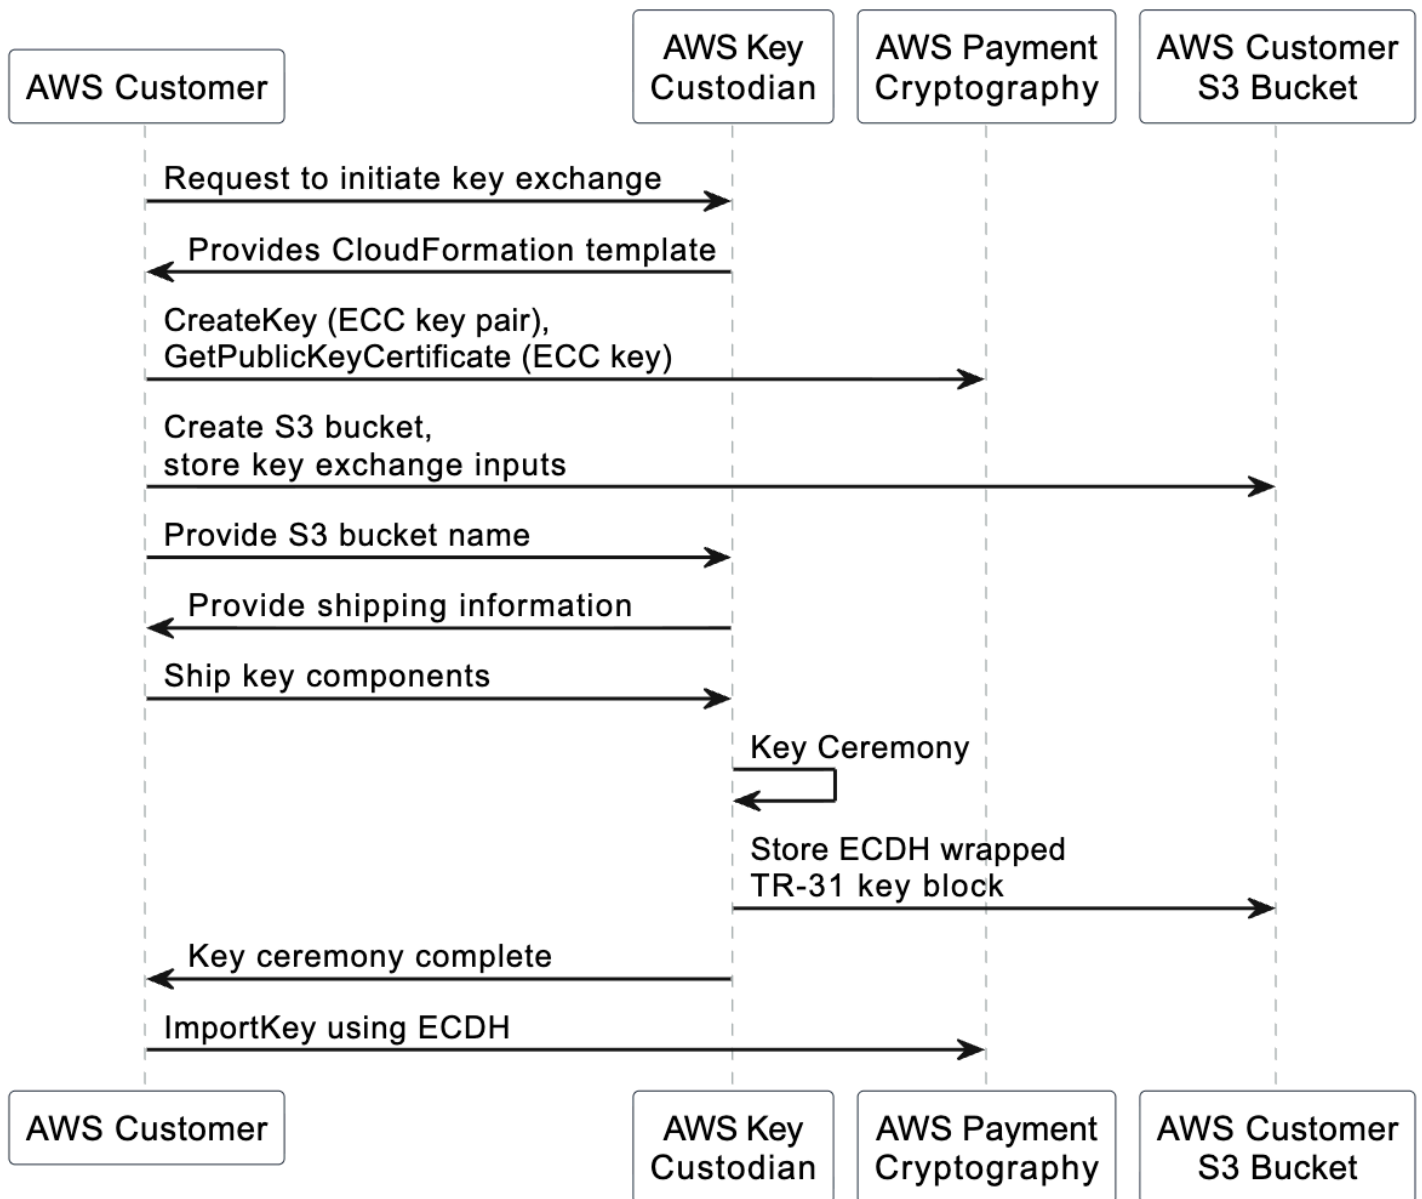 AWS Customer
AWS Key
Custodian
AWS Payment
Cryptography
AWS Customer
S3 Bucket
Request to initiate key exchange
Provides CloudFormation template
CreateKey (ECC key pair),
GetPublicKeyCertificate (ECC key)
Create S3 bucket,
store key exchange inputs
Provide S3 bucket name
Provide shipping information
Ship key components
Key Ceremony
Store ECDH wrapped
TR-31 key block
Key ceremony complete
ImportKey using ECDH
AWS Customer
AWS Key
Custodian
AWS Payment
Cryptography
AWS Customer
S3 Bucket